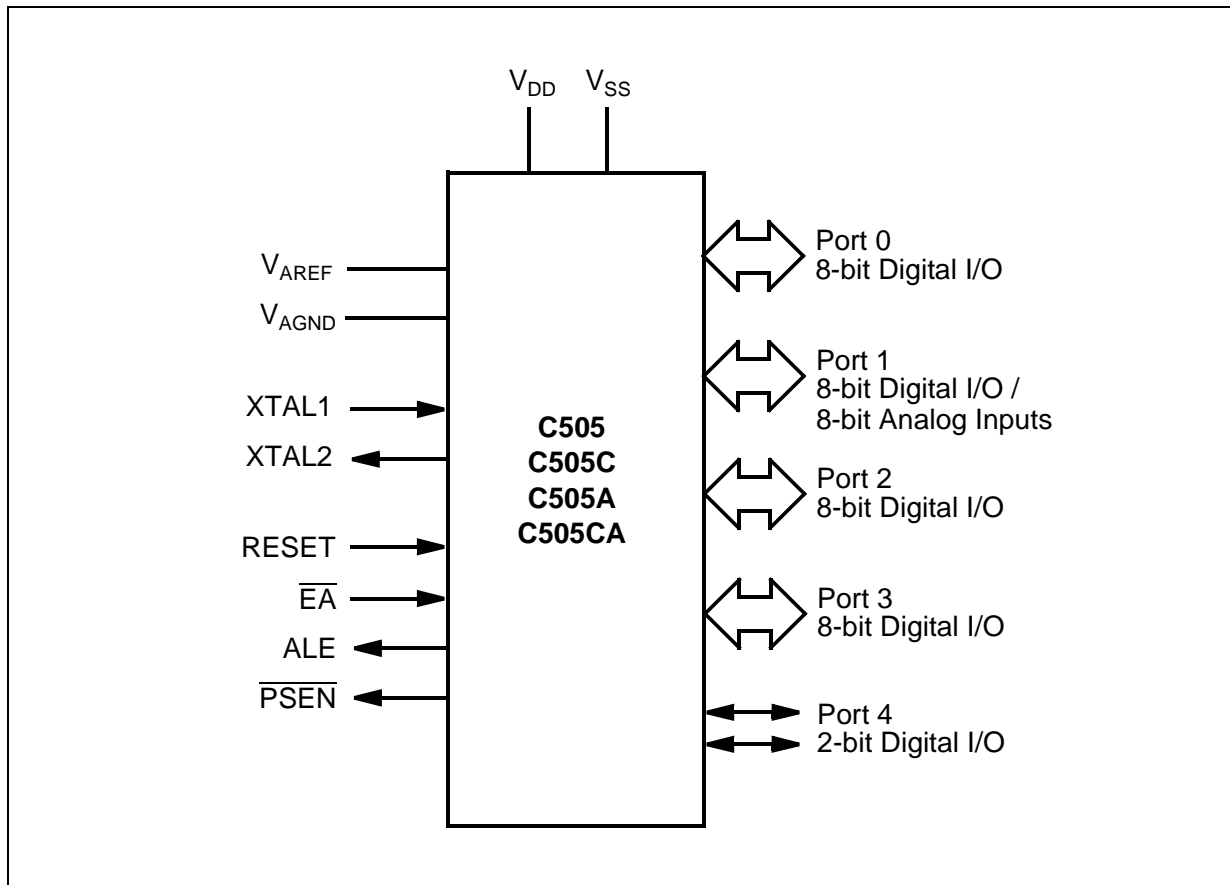 V_DD V_SS
V_AREF
V_AGND
XTAL1
XTAL2
RESET
E̅A̅
ALE
P̅S̅E̅N̅
C505
C505C
C505A
C505CA
Port 0
8-bit Digital I/O
Port 1
8-bit Digital I/O /
8-bit Analog Inputs
Port 2
8-bit Digital I/O
Port 3
8-bit Digital I/O
Port 4
2-bit Digital I/O